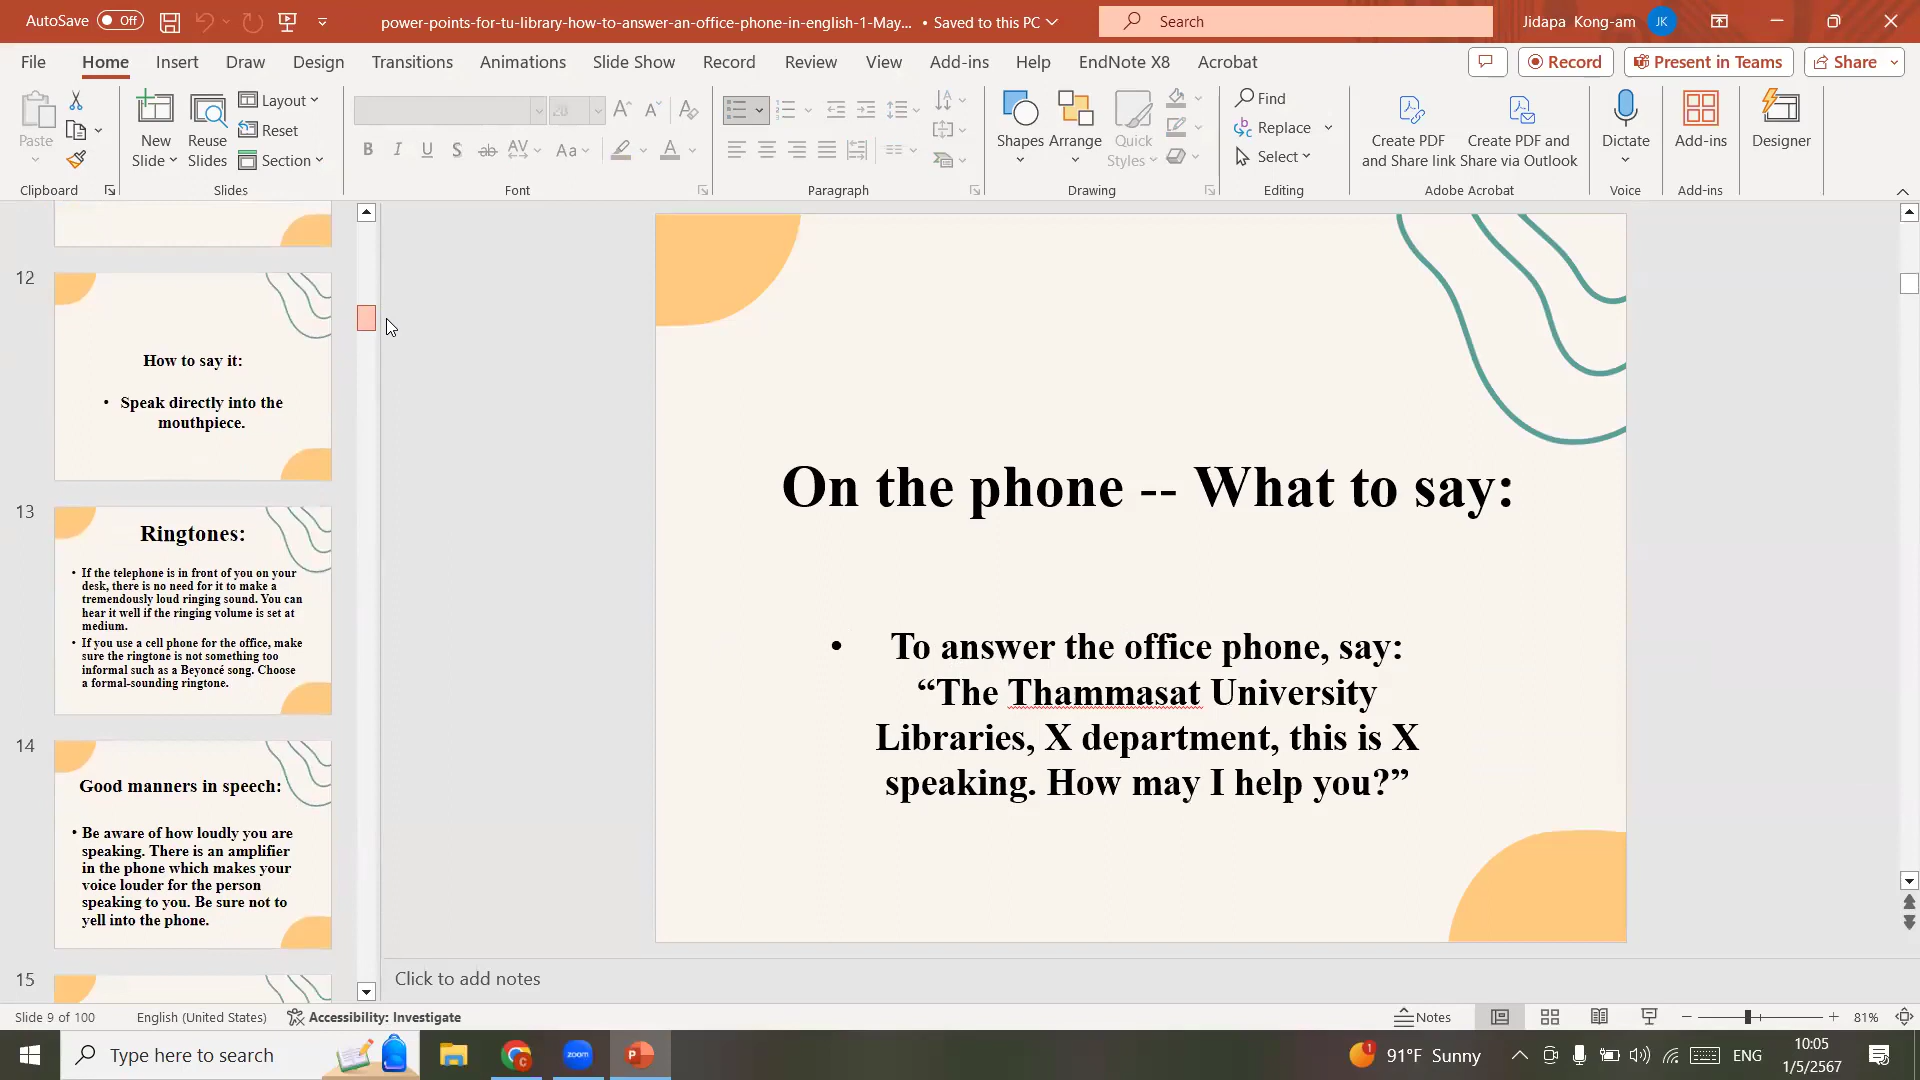 AutoSave Off
power-points-for-tu-library-how-to-answer-an-office-phone-in-english-1-May... • Saved to this PC
Search
Jidapa Kong-am JK
File Home Insert Draw Design Transitions Animations Slide Show Record Review View Add-ins Help EndNote X8 Acrobat
Record Present in Teams Share
Paste
New Slide
Reuse Slides
Layout
Reset
Section
28
B I U S ab AV Aa A
Shapes Arrange Quick Styles
Find
Replace
Select
Create PDF and Share link
Create PDF and Share via Outlook
Dictate
Add-ins
Designer
Clipboard Slides Font Paragraph Drawing Editing Adobe Acrobat Voice Add-ins
12
How to say it:
• Speak directly into the
mouthpiece.
13
Ringtones:
• If the telephone is in front of you on your
desk, there is no need for it to make a
tremendously loud ringing sound. You can
hear it well if the ringing volume is set at
medium.
• If you use a cell phone for the office, make
sure the ringtone is not something too
informal such as a Beyoncé song. Choose
a formal-sounding ringtone.
14
Good manners in speech:
• Be aware of how loudly you are
speaking. There is an amplifier
in the phone which makes your
voice louder for the person
speaking to you. Be sure not to
yell into the phone.
15
On the phone -- What to say:
• To answer the office phone, say:
“The Thammasat University
Libraries, X department, this is X
speaking. How may I help you?”
Click to add notes
Slide 9 of 100
English (United States)
Accessibility: Investigate
Notes
81%
Type here to search
zoom
1
91°F Sunny
ENG
10:05
1/5/2567